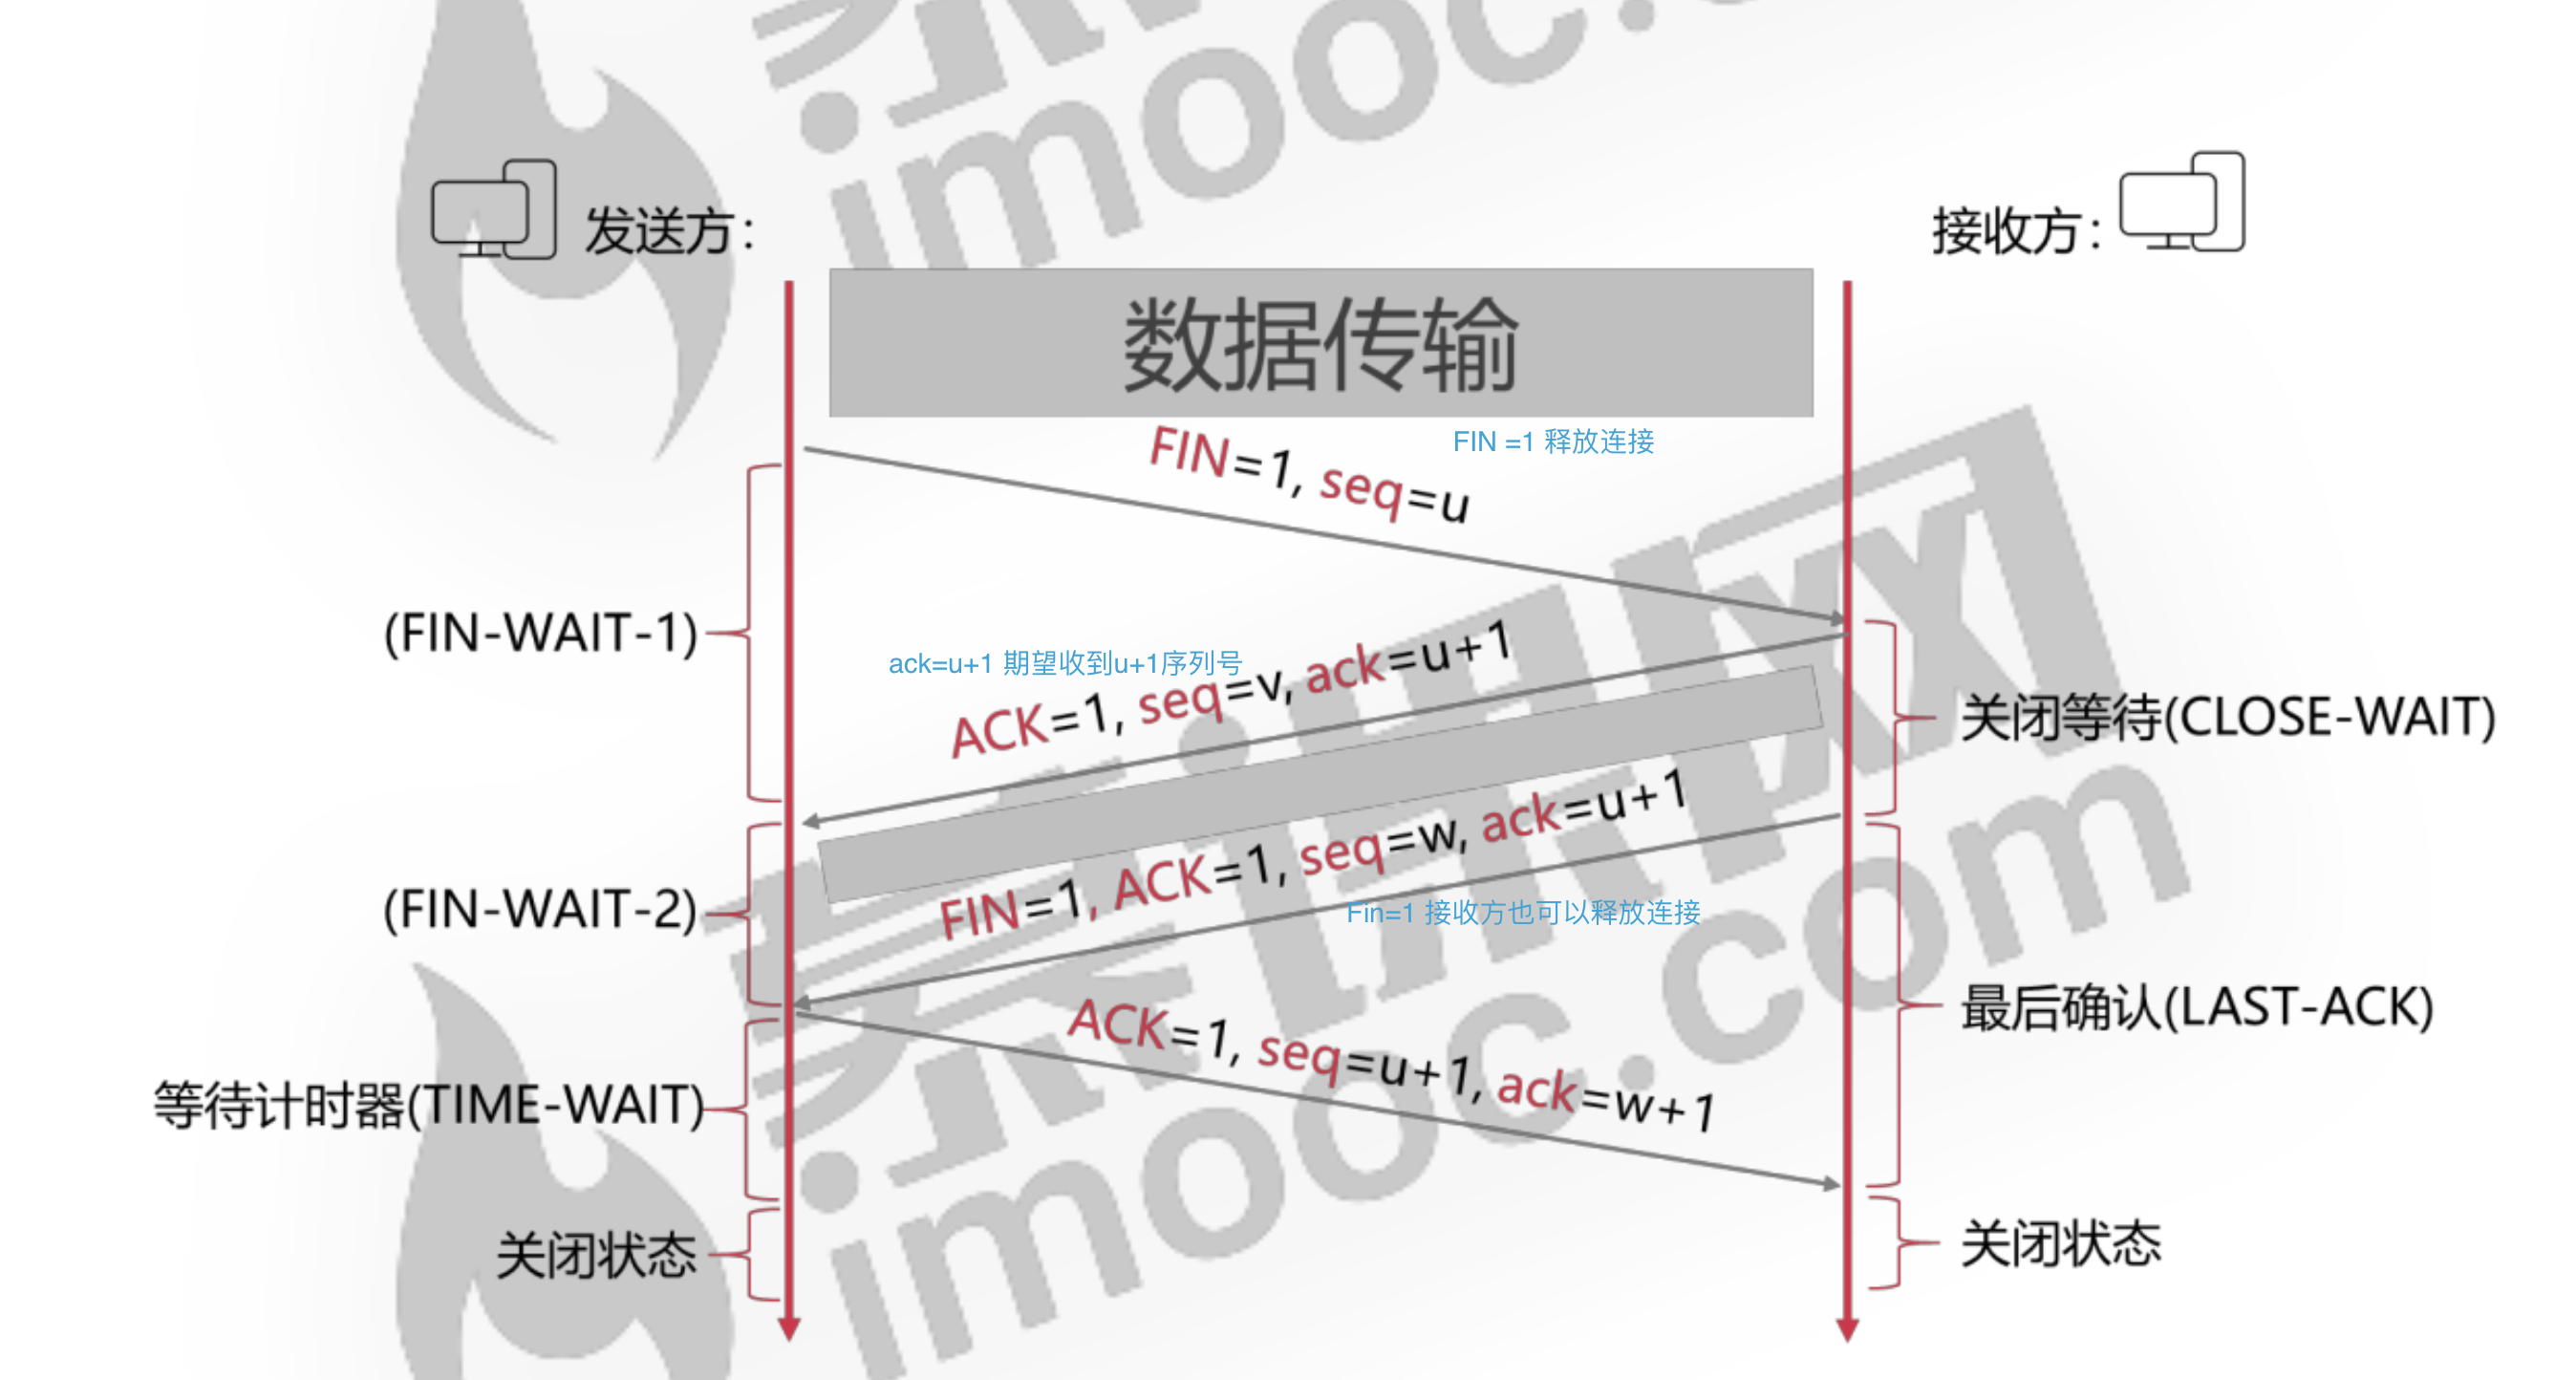 imooc.
发送方：
接收方：
数据传输
FIN =1 释放连接
FIN=1, seq=u
(FIN-WAIT-1)
ack=u+1 期望收到u+1序列号
ACK=1, seq=v, ack=u+1
关闭等待(CLOSE-WAIT)
FIN=1, ACK=1, seq=w, ack=u+1
(FIN-WAIT-2)
Fin=1 接收方也可以释放连接
最后确认(LAST-ACK)
ACK=1, seq=u+1, ack=w+1
等待计时器(TIME-WAIT)
imooc.com
关闭状态
关闭状态